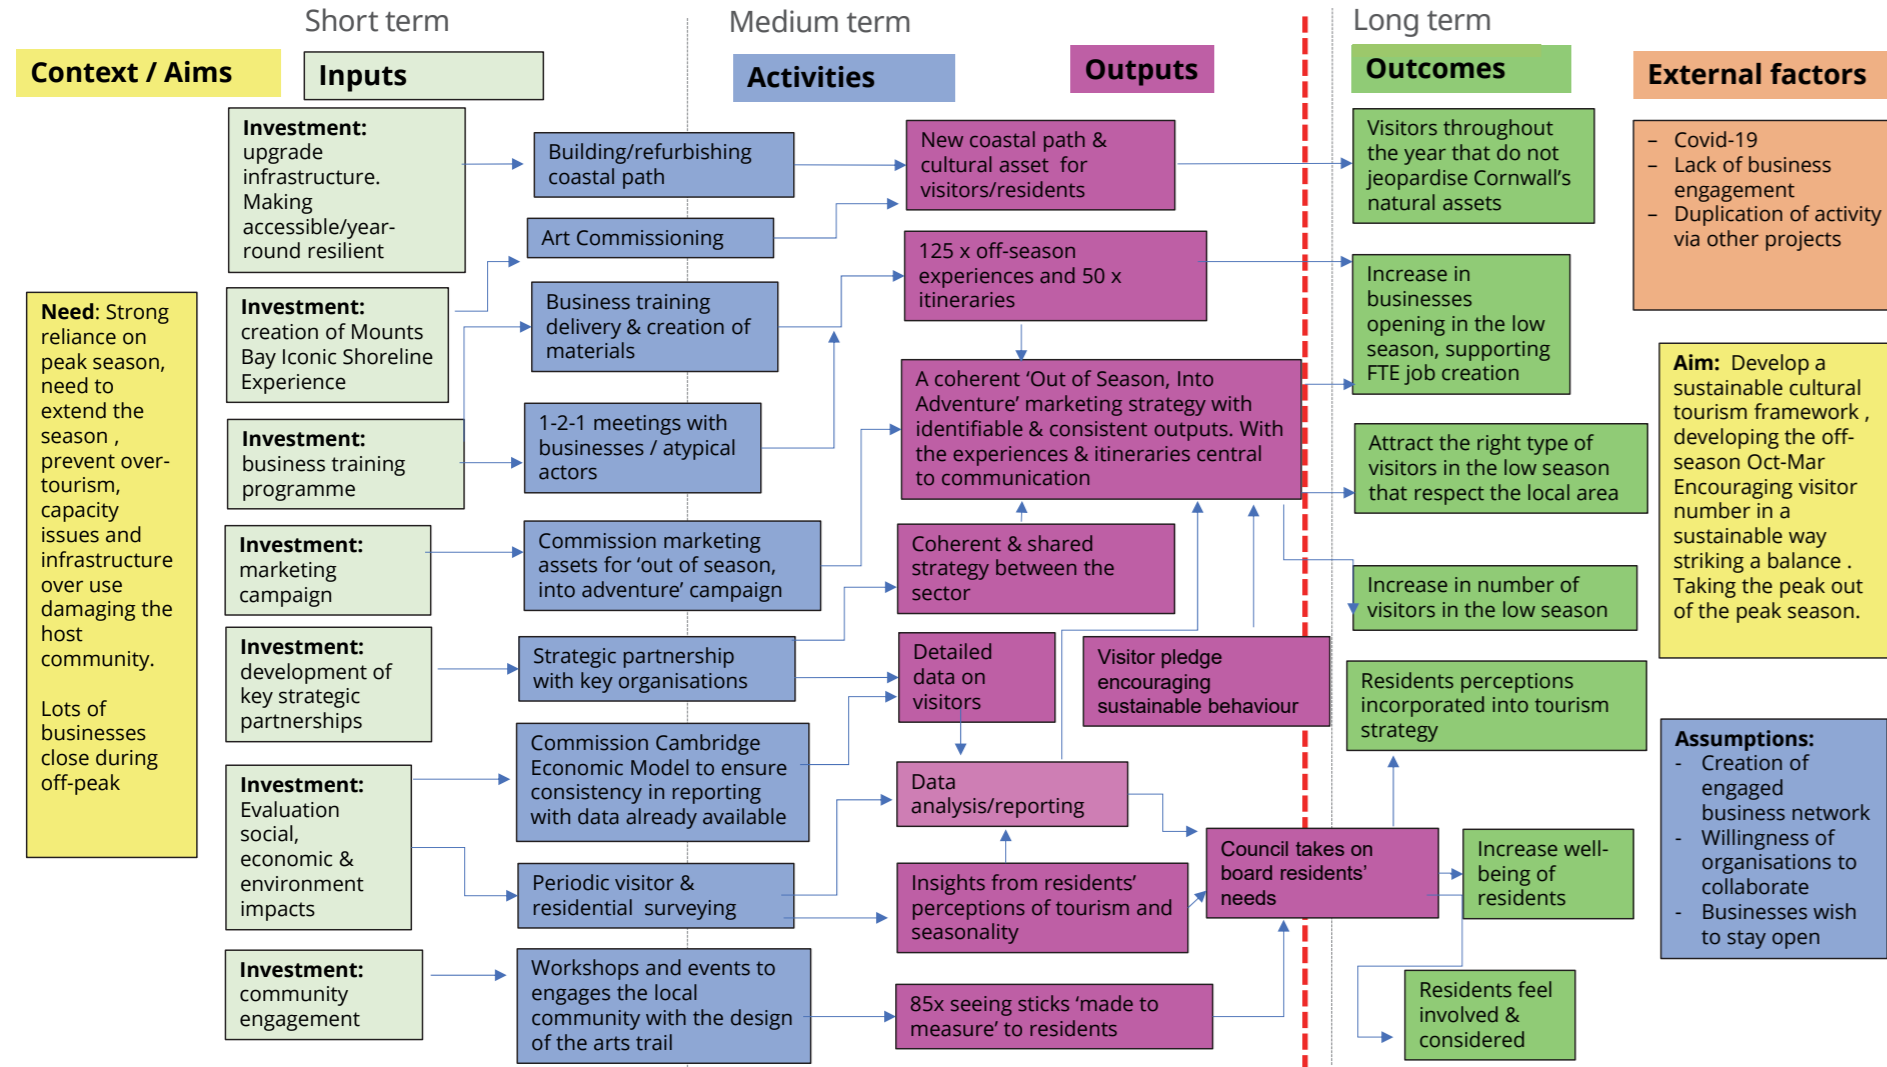 Short term
Medium term
Long term
Context / Aims
Inputs
Activities
Outputs
Outcomes
External factors
Need: Strong
reliance on
peak season,
need to
extend the
season ,
prevent over-
tourism,
capacity
issues and
infrastructure
over use
damaging the
host
community.
Lots of
businesses
close during
off-peak
Investment:
upgrade
infrastructure.
Making
accessible/year-
round resilient
Investment:
creation of Mounts
Bay Iconic Shoreline
Experience
Investment:
business training
programme
Investment:
marketing
campaign
Investment:
development of
key strategic
partnerships
Investment:
Evaluation
social,
economic &
environment
impacts
Investment:
community
engagement
Building/refurbishing
coastal path
Art Commissioning
Business training
delivery & creation of
materials
1-2-1 meetings with
businesses / atypical
actors
Commission marketing
assets for ‘out of season,
into adventure’ campaign
Strategic partnership
with key organisations
Commission Cambridge
Economic Model to ensure
consistency in reporting
with data already available
Periodic visitor &
residential surveying
Workshops and events to
engages the local
community with the design
of the arts trail
New coastal path &
cultural asset for
visitors/residents
125 x off-season
experiences and 50 x
itineraries
A coherent ‘Out of Season, Into
Adventure’ marketing strategy with
identifiable & consistent outputs. With
the experiences & itineraries central
to communication
Coherent & shared
strategy between the
sector
Detailed
data on
visitors
Visitor pledge
encouraging
sustainable behaviour
Data
analysis/reporting
Insights from residents’
perceptions of tourism and
seasonality
85x seeing sticks ‘made to
measure’ to residents
Council takes on
board residents’
needs
Visitors throughout
the year that do not
jeopardise Cornwall’s
natural assets
Increase in
businesses
opening in the low
season, supporting
FTE job creation
Attract the right type of
visitors in the low season
that respect the local area
Increase in number of
visitors in the low season
Residents perceptions
incorporated into tourism
strategy
Increase well-
being of
residents
Residents feel
involved &
considered
– Covid-19
– Lack of business
engagement
– Duplication of activity
via other projects
Aim: Develop a
sustainable cultural
tourism framework ,
developing the off-
season Oct-Mar
Encouraging visitor
number in a
sustainable way
striking a balance .
Taking the peak out
of the peak season.
Assumptions:
- Creation of
engaged
business network
- Willingness of
organisations to
collaborate
- Businesses wish
to stay open